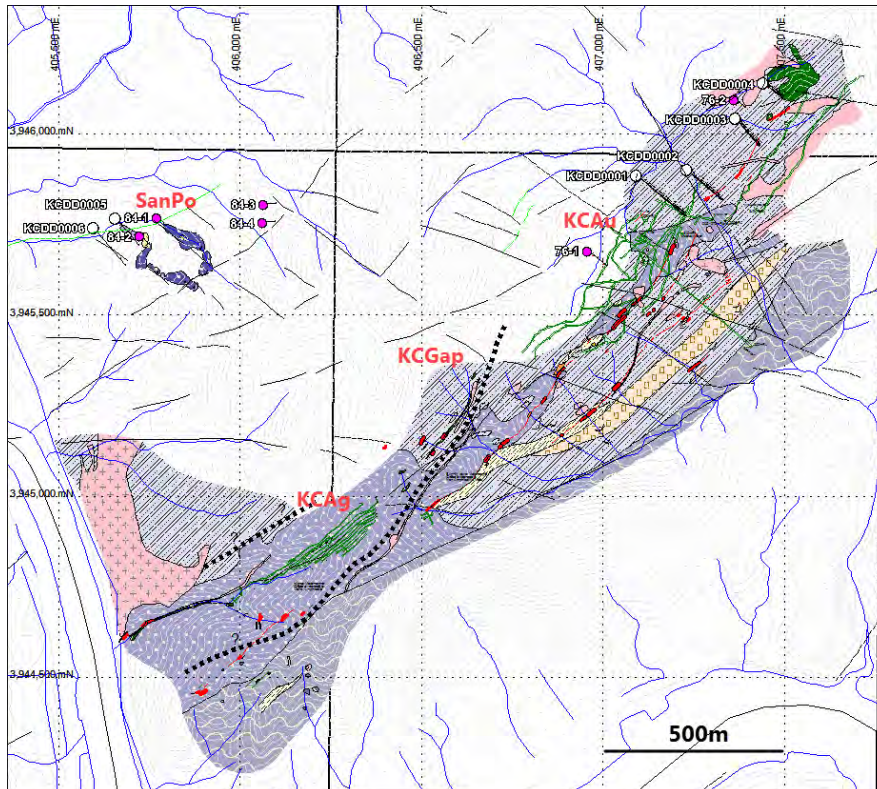 405,500 mE
406,000 mE
406,500 mE
407,000 mE
407,500 mE
KCDD0004
76-2
KCDD0003
3,946,000 mN
KCDD0002
KCDD0001
KCDD0005
SanPo
84-3
84-1
KCDD0006
84-4
84-2
KCAu
76-1
3,945,500 mN
KCGap
3,945,000 mN
KCAg
?
?
?
3,944,500 mN
500m